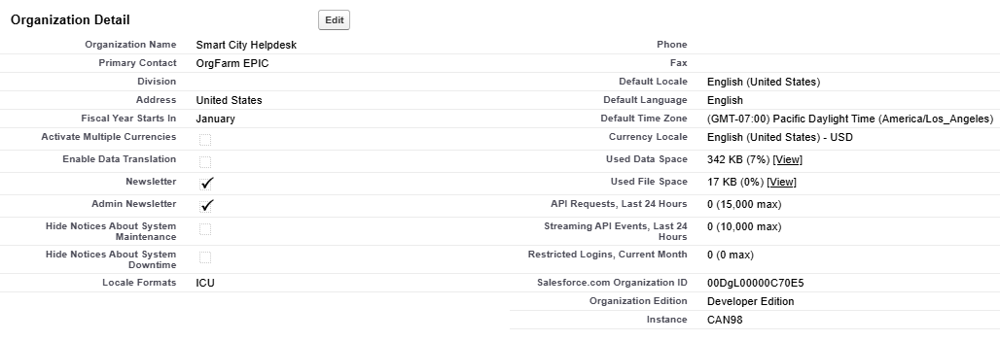 Organization Detail
Edit
Organization Name Smart City Helpdesk
Primary Contact OrgFarm EPIC
Division
Address United States
Fiscal Year Starts In January
Activate Multiple Currencies
Enable Data Translation
Newsletter
Admin Newsletter
Hide Notices About System
Maintenance
Hide Notices About System
Downtime
Locale Formats ICU
Phone
Fax
Default Locale English (United States)
Default Language English
Default Time Zone (GMT-07:00) Pacific Daylight Time (America/Los_Angeles)
Currency Locale English (United States) - USD
Used Data Space 342 KB (7%) [View]
Used File Space 17 KB (0%) [View]
API Requests, Last 24 Hours 0 (15,000 max)
Streaming API Events, Last 24 0 (10,000 max)
Hours
Restricted Logins, Current Month 0 (0 max)
Salesforce.com Organization ID 00DgL00000C70E5
Organization Edition Developer Edition
Instance CAN98